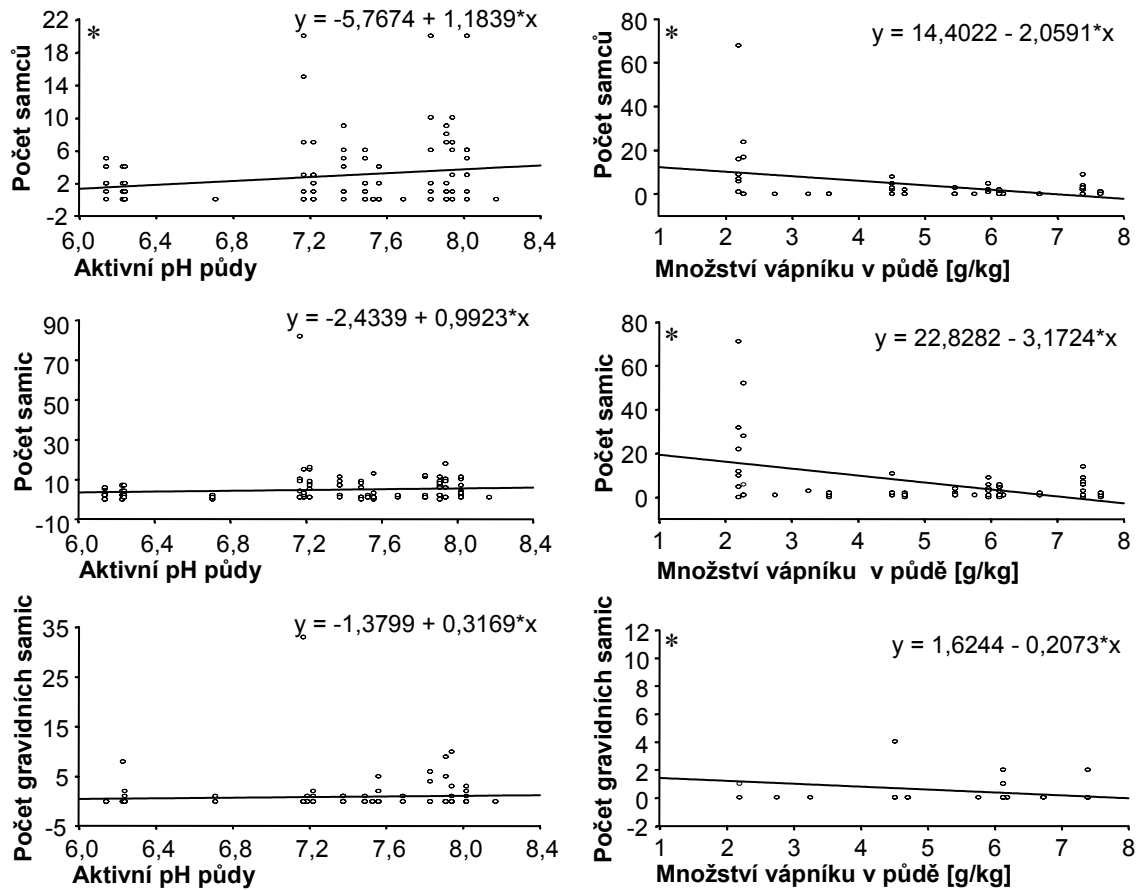 y = -5,7674 + 1,1839*x
*
Počet samců
22
18
14
10
6
2
-2
6,0 6,4 6,8 7,2 7,6 8,0 8,4
Aktivní pH půdy
y = 14,4022 - 2,0591*x
*
Počet samců
80
60
40
20
0
1 2 3 4 5 6 7 8
Množství vápníku v půdě [g/kg]
y = -2,4339 + 0,9923*x
Počet samic
90
70
50
30
10
-10
6,0 6,4 6,8 7,2 7,6 8,0 8,4
Aktivní pH půdy
y = 22,8282 - 3,1724*x
*
Počet samic
80
60
40
20
0
1 2 3 4 5 6 7 8
Množství vápníku v půdě [g/kg]
y = -1,3799 + 0,3169*x
Počet gravidních samic
35
25
15
5
-5
6,0 6,4 6,8 7,2 7,6 8,0 8,4
Aktivní pH půdy
y = 1,6244 - 0,2073*x
*
Počet gravidních samic
12
10
8
6
4
2
0
-2
1 2 3 4 5 6 7 8
Množství vápníku v půdě [g/kg]